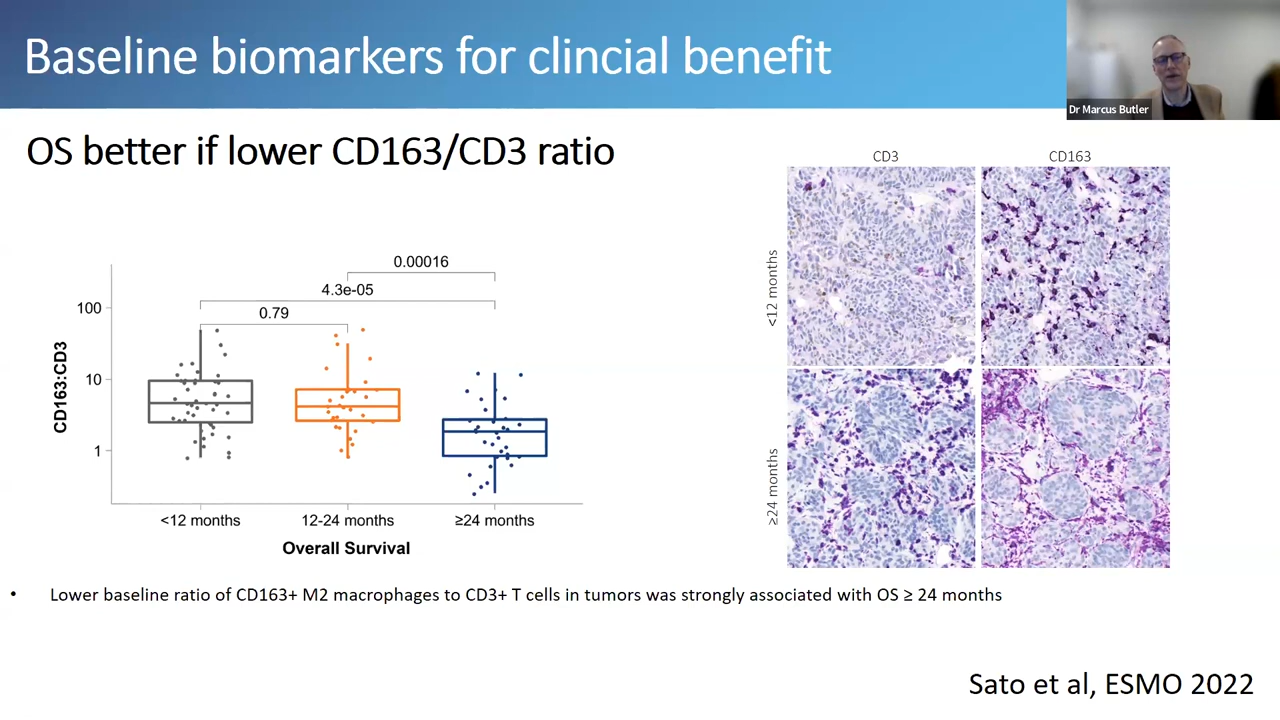 Baseline biomarkers for clincial benefit
Dr Marcus Butler
OS better if lower CD163/CD3 ratio
CD3
CD163
<12 months
≥24 months
0.00016
4.3e-05
0.79
100
10
1
CD163:CD3
<12 months
12-24 months
≥24 months
Overall Survival
• Lower baseline ratio of CD163+ M2 macrophages to CD3+ T cells in tumors was strongly associated with OS ≥ 24 months
Sato et al, ESMO 2022